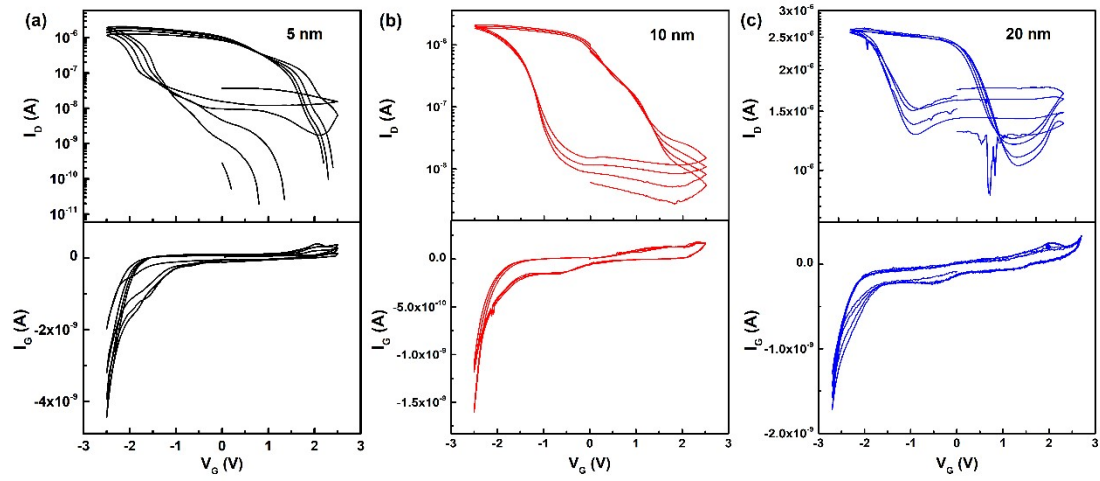 (a) 5 nm
I_D (A)
10⁻⁶
10⁻⁷
10⁻⁸
10⁻⁹
10⁻¹⁰
10⁻¹¹
I_G (A)
0
-2x10⁻⁹
-4x10⁻⁹
-3 -2 -1 0 1 2 3
V_G (V)
(b) 10 nm
I_D (A)
10⁻⁶
10⁻⁷
10⁻⁸
I_G (A)
0.0
-5.0x10⁻¹⁰
-1.0x10⁻⁹
-1.5x10⁻⁹
-3 -2 -1 0 1 2 3
V_G (V)
(c) 20 nm
I_D (A)
3x10⁻⁶
2.5x10⁻⁶
2x10⁻⁶
1.5x10⁻⁶
10⁻⁶
I_G (A)
0.0
-1.0x10⁻⁹
-2.0x10⁻⁹
-3 -2 -1 0 1 2 3
V_G (V)